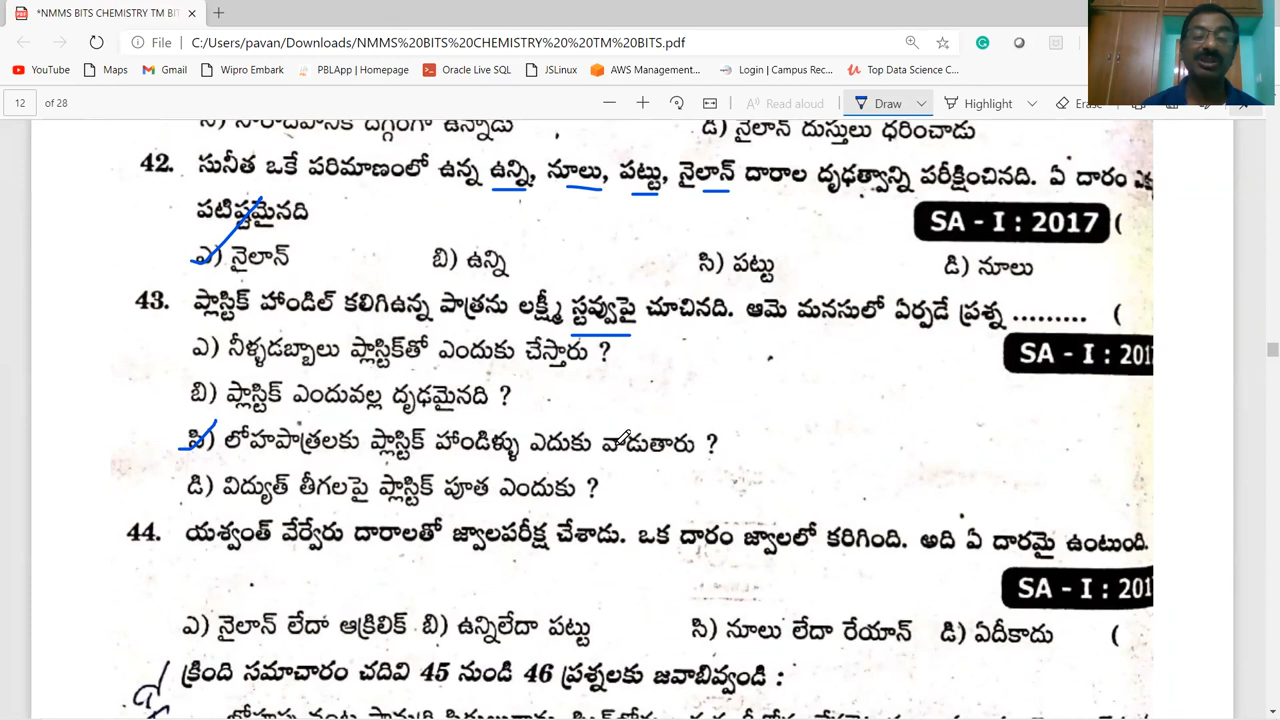 *NMMS BITS CHEMISTRY TM BIT
File C:/Users/pavan/Downloads/NMMS%20BITS%20CHEMISTRY%20%20TM%20BITS.pdf
YouTube Maps Gmail Wipro Embark PBLApp | Homepage Oracle Live SQL JSLinux AWS Management... Login | Campus Rec... Top Data Science C...
12 of 28 Read aloud Draw Highlight Erase
డి) నైలాన్ దుస్తులు ధరించాడు
42. సునీత ఒకే పరిమాణంలో ఉన్న ఉన్ని, నూలు, పట్టు, నైలాన్ దారాల దృఢత్వాన్ని పరీక్షించినది. ఏ దారం
పటిష్టమైనది
SA - I : 2017 (
ఎ) నైలాన్ బి) ఉన్ని సి) పట్టు డి) నూలు
43. ప్లాస్టిక్ హాండిల్ కలిగిఉన్న పాత్రను లక్ష్మీ స్టవ్వుపై చూచినది. ఆమె మనసులో ఏర్పడే ప్రశ్న ......... (
ఎ) నీళ్ళడబ్బాలు ప్లాస్టిక్‌తో ఎందుకు చేస్తారు ?
SA - I : 201
బి) ప్లాస్టిక్ ఎందువల్ల దృఢమైనది ?
సి) లోహపాత్రలకు ప్లాస్టిక్ హాండిళ్ళు ఎదుకు వాడుతారు ?
డి) విద్యుత్ తీగలపై ప్లాస్టిక్ పూత ఎందుకు ?
44. యశ్వంత్ వేర్వేరు దారాలతో జ్వాలపరీక్ష చేశాడు. ఒక దారం జ్వాలలో కరిగింది. అది ఏ దారమై ఉంటుంది.
SA - I : 201
ఎ) నైలాన్ లేదా ఆక్రిలిక్ బి) ఉన్నిలేదా పట్టు సి) నూలు లేదా రేయాన్ డి) ఏదీకాదు (
క్రింది సమాచారం చదివి 45 నుండి 46 ప్రశ్నలకు జవాబివ్వండి :